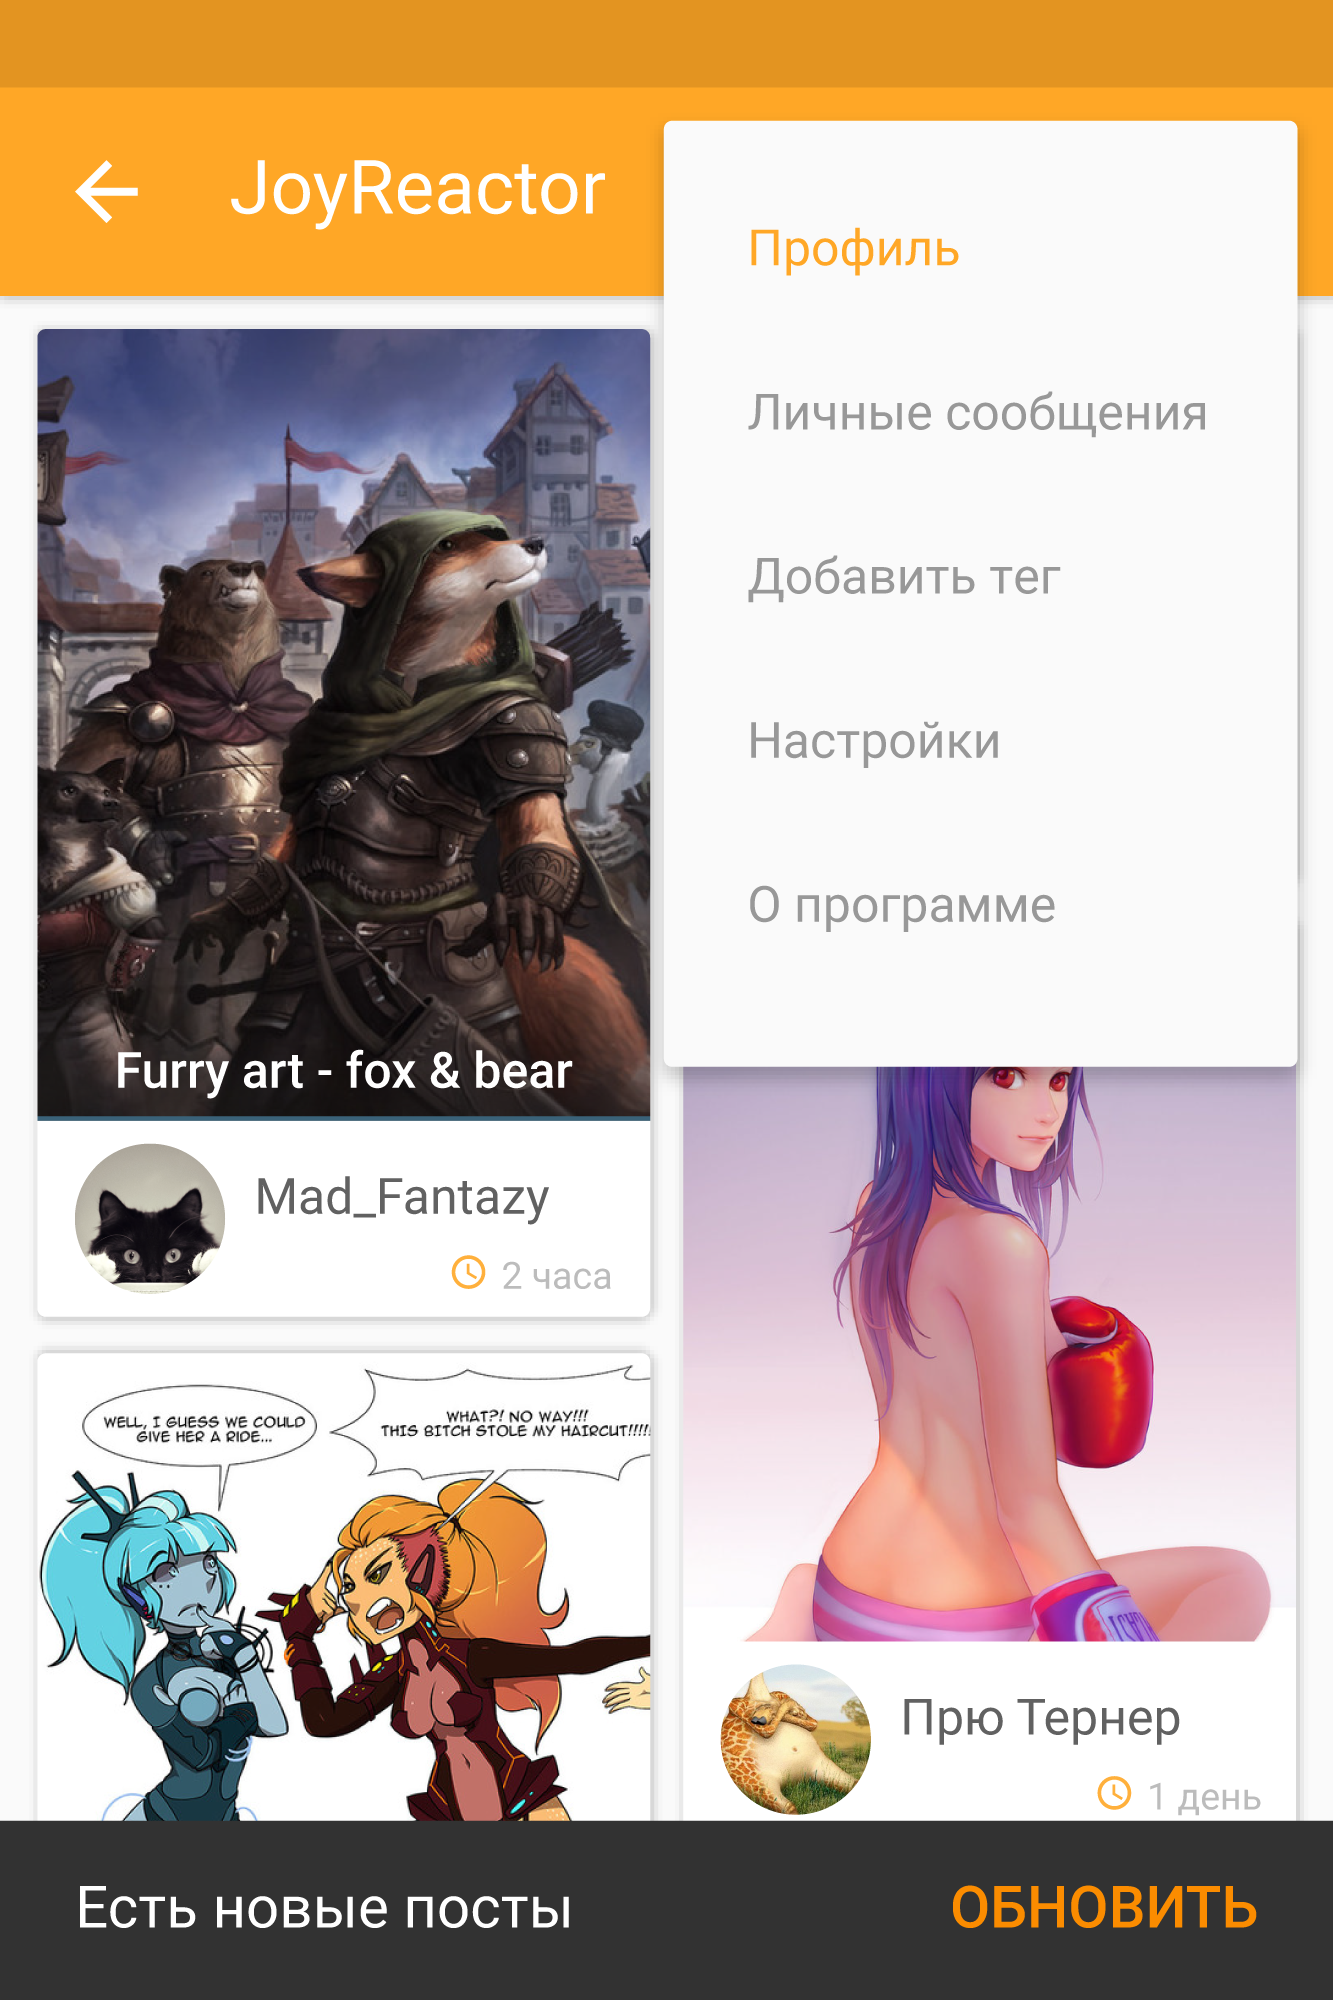 JoyReactor
Профиль
Личные сообщения
Добавить тег
Настройки
О программе
Furry art - fox & bear
Mad_Fantazy
2 часа
WELL, I GUESS WE COULD
GIVE HER A RIDE...
WHAT?! NO WAY!!!
THIS BITCH STOLE MY HAIRCUT!!!!
Прю Тернер
1 день
Есть новые посты
ОБНОВИТЬ